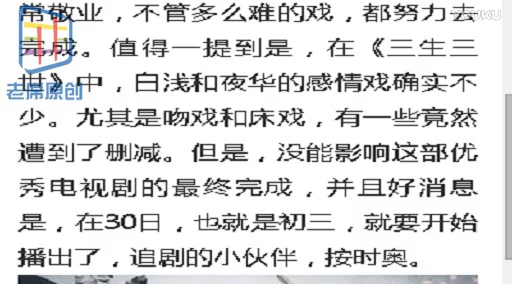 常敬业，不管多么难的戏，都努力去
完成。值得一提到是，在《三生三
世》中，白浅和夜华的感情戏确实不
少。尤其是吻戏和床戏，有一些竟然
遭到了删减。但是，没能影响这部优
秀电视剧的最终完成，并且好消息
是，在30日，也就是初三，就要开始
播出了，追剧的小伙伴，按时奥。
老席原创